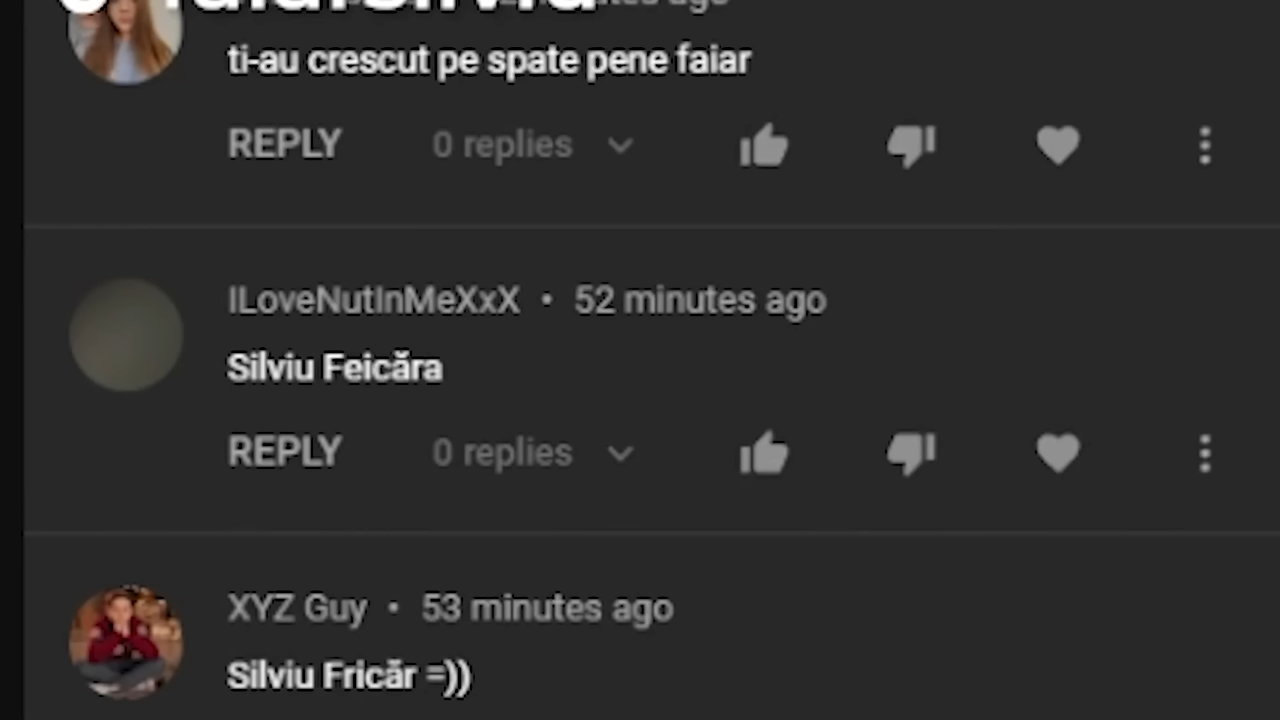 ago
ti-au crescut pe spate pene faiar
REPLY 0 replies
ILoveNutInMeXxX • 52 minutes ago
Silviu Feicăra
REPLY 0 replies
XYZ Guy • 53 minutes ago
Silviu Fricăr =))